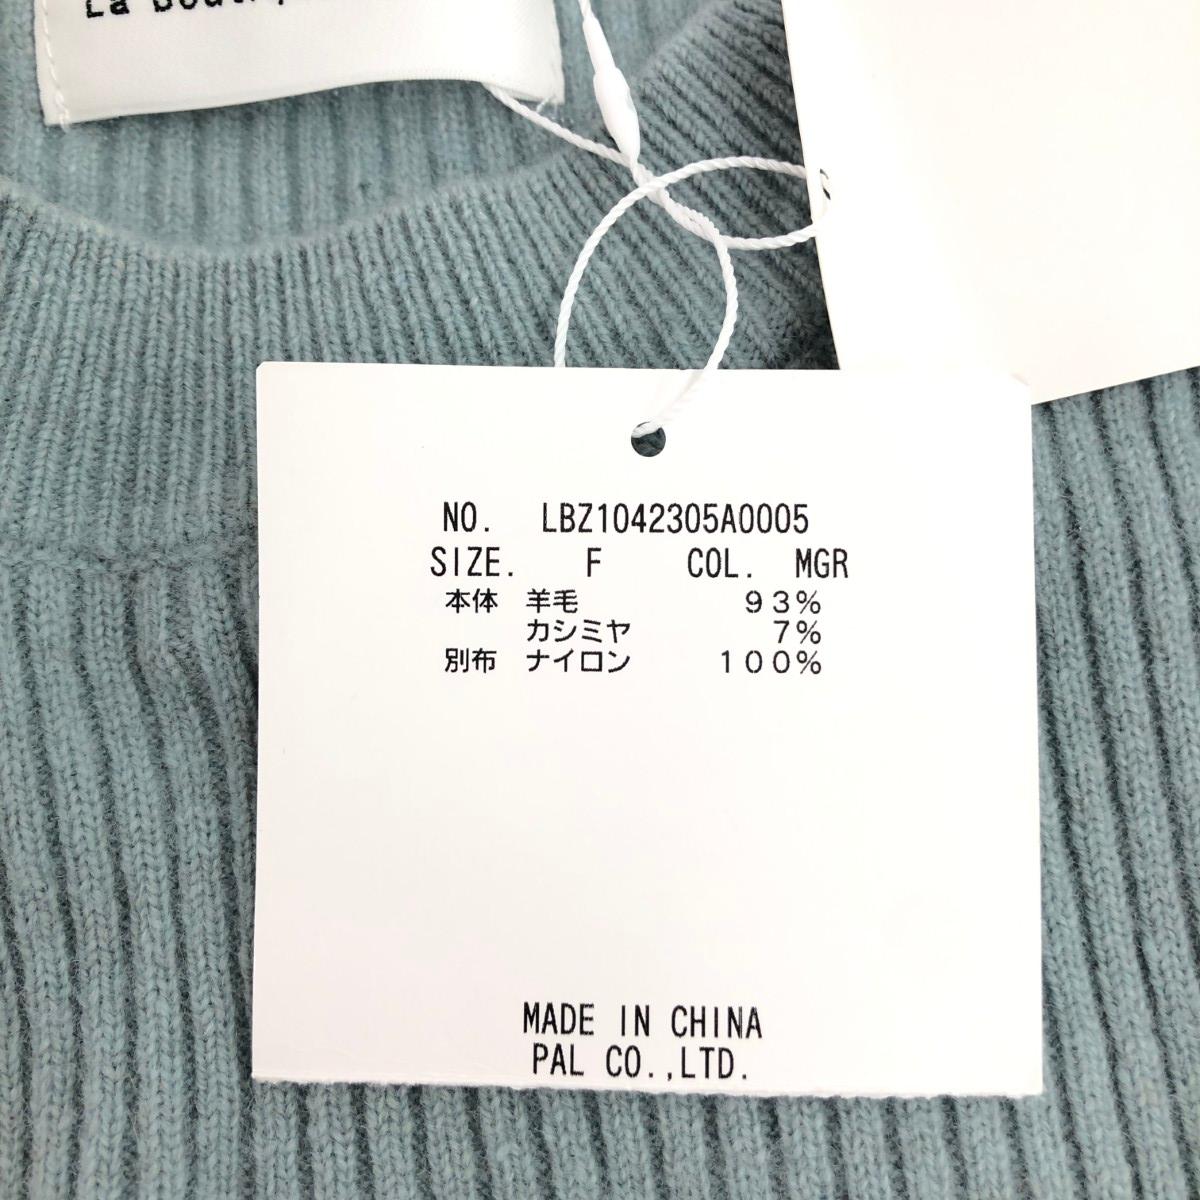 La
NO. LBZ1042305A0005
SIZE. F COL. MGR
本体 羊毛 93%
カシミヤ 7%
別布 ナイロン 100%
MADE IN CHINA
PAL CO.,LTD.